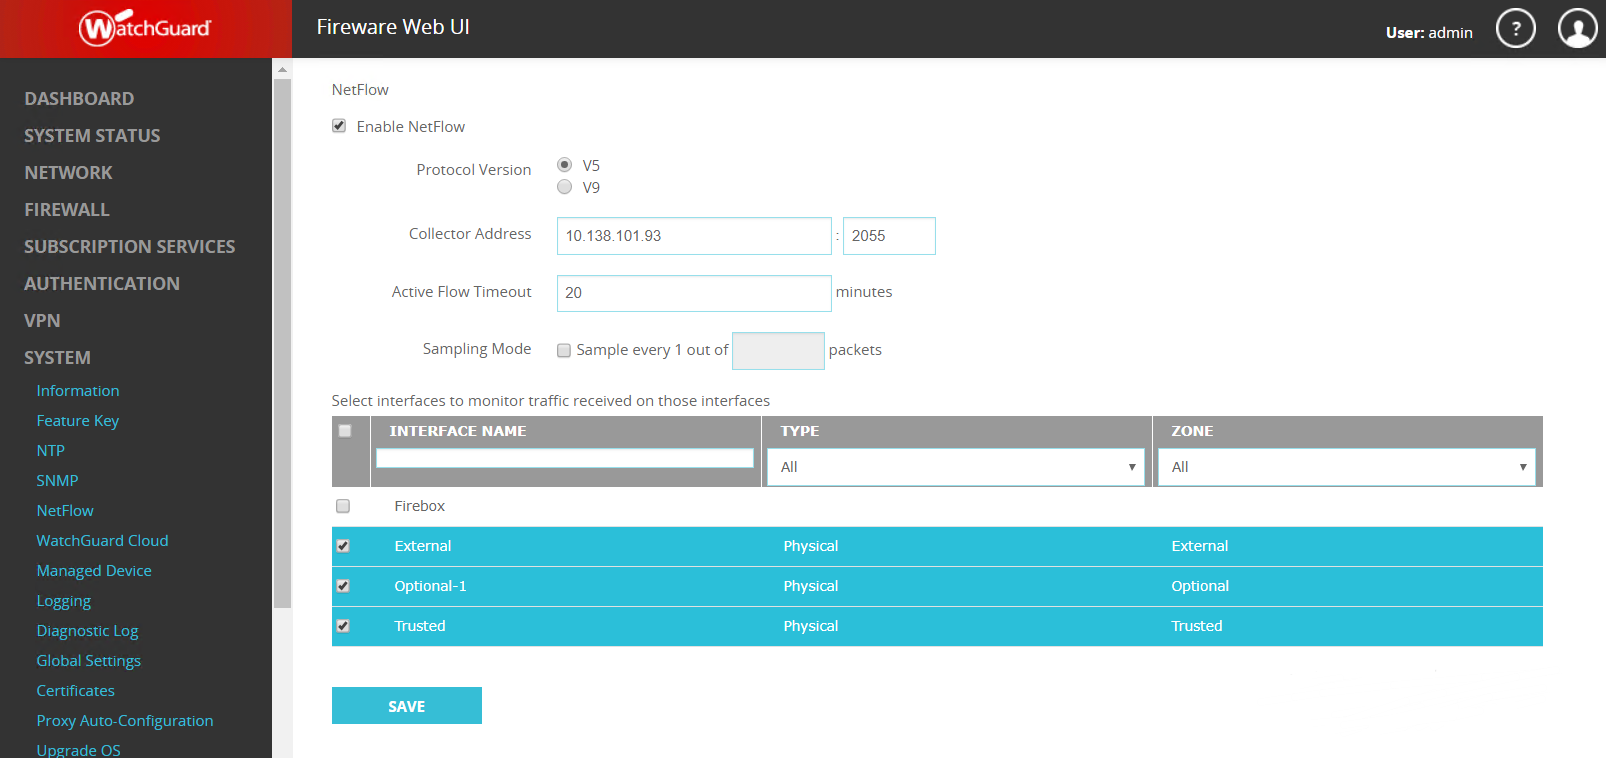 WatchGuard
Fireware Web UI
User: admin
?
DASHBOARD
SYSTEM STATUS
NETWORK
FIREWALL
SUBSCRIPTION SERVICES
AUTHENTICATION
VPN
SYSTEM
Information
Feature Key
NTP
SNMP
NetFlow
WatchGuard Cloud
Managed Device
Logging
Diagnostic Log
Global Settings
Certificates
Proxy Auto-Configuration
Upgrade OS
NetFlow
Enable NetFlow
Protocol Version V5
V9
Collector Address 10.138.101.93 : 2055
Active Flow Timeout 20 minutes
Sampling Mode Sample every 1 out of packets
Select interfaces to monitor traffic received on those interfaces
INTERFACE NAME TYPE ZONE
All All
Firebox
External Physical External
Optional-1 Physical Optional
Trusted Physical Trusted
SAVE